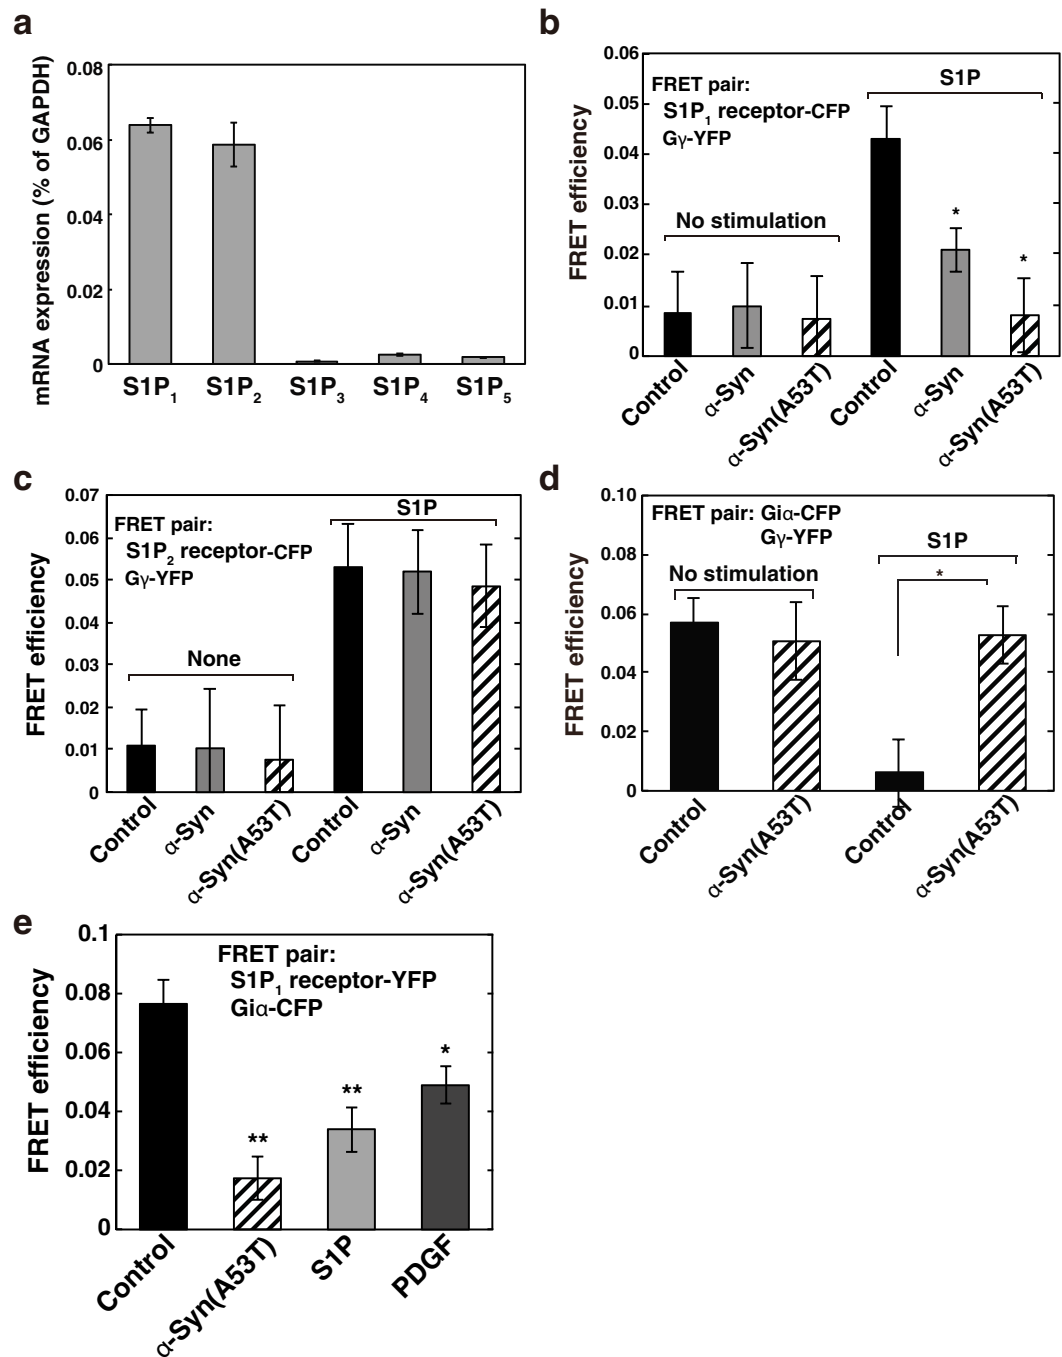 a
mRNA expression (% of GAPDH)
0.08
0.06
0.04
0.02
0
S1P1 S1P2 S1P3 S1P4 S1P5
b
FRET efficiency
0.06
0.05
0.04
0.03
0.02
0.01
0
FRET pair:
S1P1 receptor-CFP
Gγ-YFP
No stimulation
S1P
*
*
Control α-Syn α-Syn(A53T) Control α-Syn α-Syn(A53T)
c
FRET efficiency
0.07
0.06
0.05
0.04
0.03
0.02
0.01
0
FRET pair:
S1P2 receptor-CFP
Gγ-YFP
None
S1P
Control α-Syn α-Syn(A53T) Control α-Syn α-Syn(A53T)
d
FRET efficiency
0.10
0.08
0.06
0.04
0.02
0
FRET pair: Giα-CFP
Gγ-YFP
No stimulation
S1P
*
Control α-Syn(A53T) Control α-Syn(A53T)
e
FRET efficiency
0.1
0.08
0.06
0.04
0.02
0
FRET pair:
S1P1 receptor-YFP
Giα-CFP
**
**
*
Control α-Syn(A53T) S1P PDGF